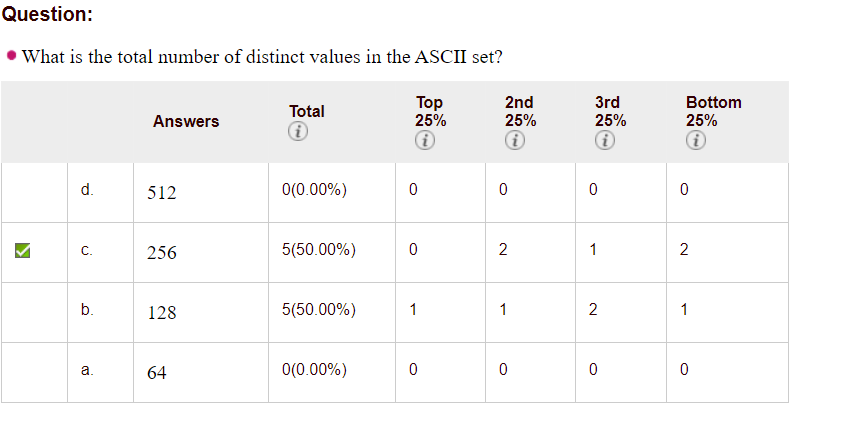 Question:
What is the total number of distinct values in the ASCII set?
Answers Total Top 25% 2nd 25% 3rd 25% Bottom 25%
d. 512 0(0.00%) 0 0 0 0
c. 256 5(50.00%) 0 2 1 2
b. 128 5(50.00%) 1 1 2 1
a. 64 0(0.00%) 0 0 0 0